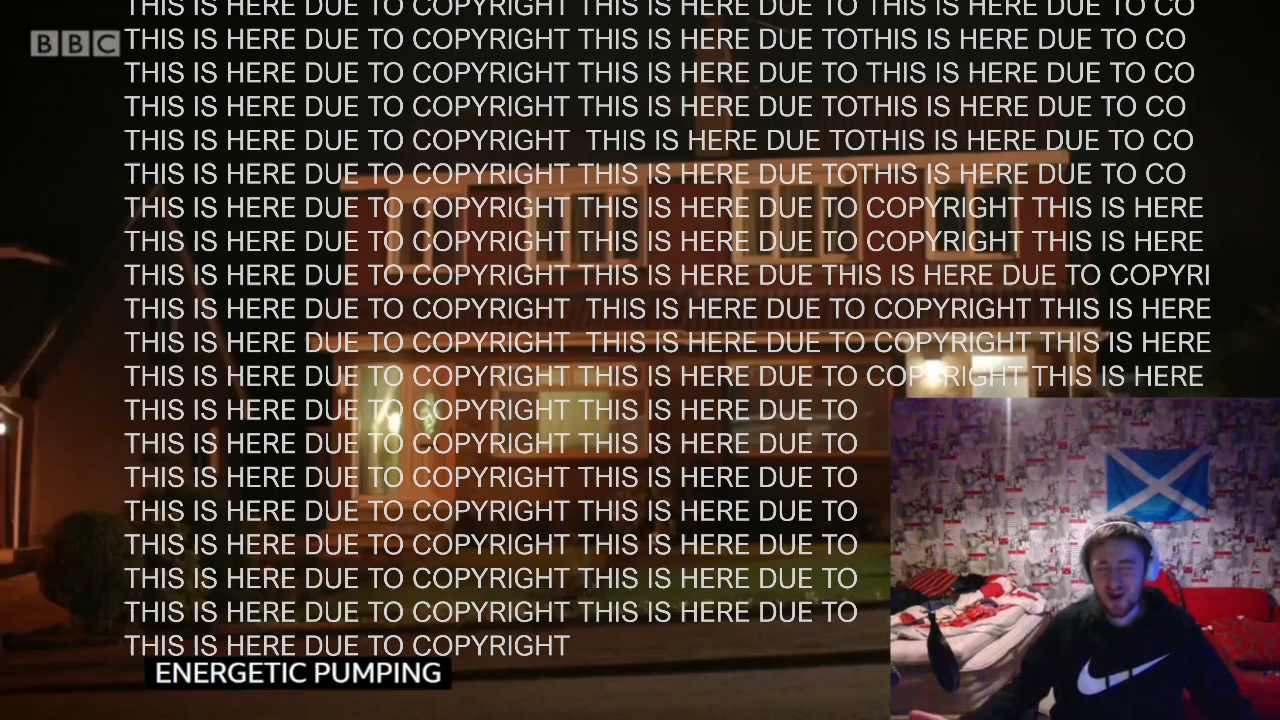 THIS IS HERE DUE TO COPYRIGHT THIS IS HERE DUE TO THIS IS HERE DUE TO CO
BBC
THIS IS HERE DUE TO COPYRIGHT THIS IS HERE DUE TOTHIS IS HERE DUE TO CO
THIS IS HERE DUE TO COPYRIGHT THIS IS HERE DUE TO THIS IS HERE DUE TO CO
THIS IS HERE DUE TO COPYRIGHT THIS IS HERE DUE TOTHIS IS HERE DUE TO CO
THIS IS HERE DUE TO COPYRIGHT  THIS IS HERE DUE TOTHIS IS HERE DUE TO CO
THIS IS HERE DUE TO COPYRIGHT THIS IS HERE DUE TOTHIS IS HERE DUE TO CO
THIS IS HERE DUE TO COPYRIGHT THIS IS HERE DUE TO COPYRIGHT THIS IS HERE
THIS IS HERE DUE TO COPYRIGHT THIS IS HERE DUE TO COPYRIGHT THIS IS HERE
THIS IS HERE DUE TO COPYRIGHT THIS IS HERE DUE THIS IS HERE DUE TO COPYRI
THIS IS HERE DUE TO COPYRIGHT  THIS IS HERE DUE TO COPYRIGHT THIS IS HERE
THIS IS HERE DUE TO COPYRIGHT  THIS IS HERE DUE TO COPYRIGHT THIS IS HERE
THIS IS HERE DUE TO COPYRIGHT THIS IS HERE DUE TO COPYRIGHT THIS IS HERE
THIS IS HERE DUE TO COPYRIGHT THIS IS HERE DUE TO
THIS IS HERE DUE TO COPYRIGHT THIS IS HERE DUE TO
THIS IS HERE DUE TO COPYRIGHT THIS IS HERE DUE TO
THIS IS HERE DUE TO COPYRIGHT THIS IS HERE DUE TO
THIS IS HERE DUE TO COPYRIGHT THIS IS HERE DUE TO
THIS IS HERE DUE TO COPYRIGHT THIS IS HERE DUE TO
THIS IS HERE DUE TO COPYRIGHT THIS IS HERE DUE TO
THIS IS HERE DUE TO COPYRIGHT
ENERGETIC PUMPING